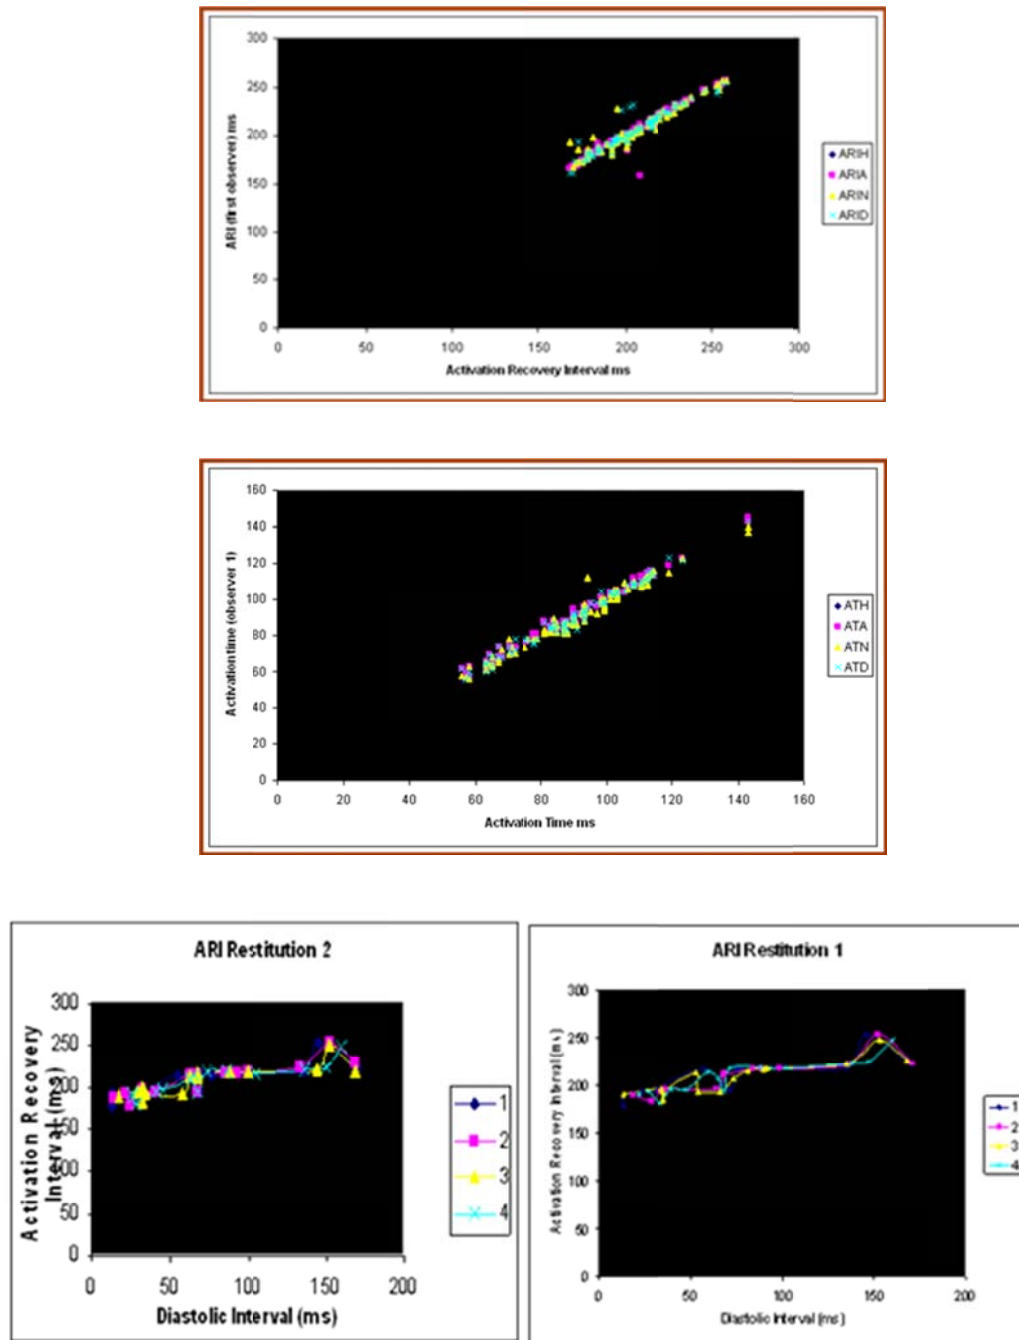 300
250
200
150
100
50
0
0 50 100 150 200 250 300
ARI (first observer) ms
Activation Recovery Interval ms
ARIH
ARIA
ARIN
ARID
160
140
120
100
80
60
40
20
0
0 20 40 60 80 100 120 140 160
Activation time (observer 1)
Activation Time ms
ATH
ATA
ATN
ATD
ARI Restitution 2
300
250
200
150
100
50
0
0 50 100 150 200
Activation Recovery
Interval (ms)
Diastolic Interval (ms)
1
2
3
4
ARI Restitution 1
300
250
200
150
100
50
0
0 50 100 150 200
Activation Recovery Interval (ms)
Diastolic Interval (ms)
1
2
3
4